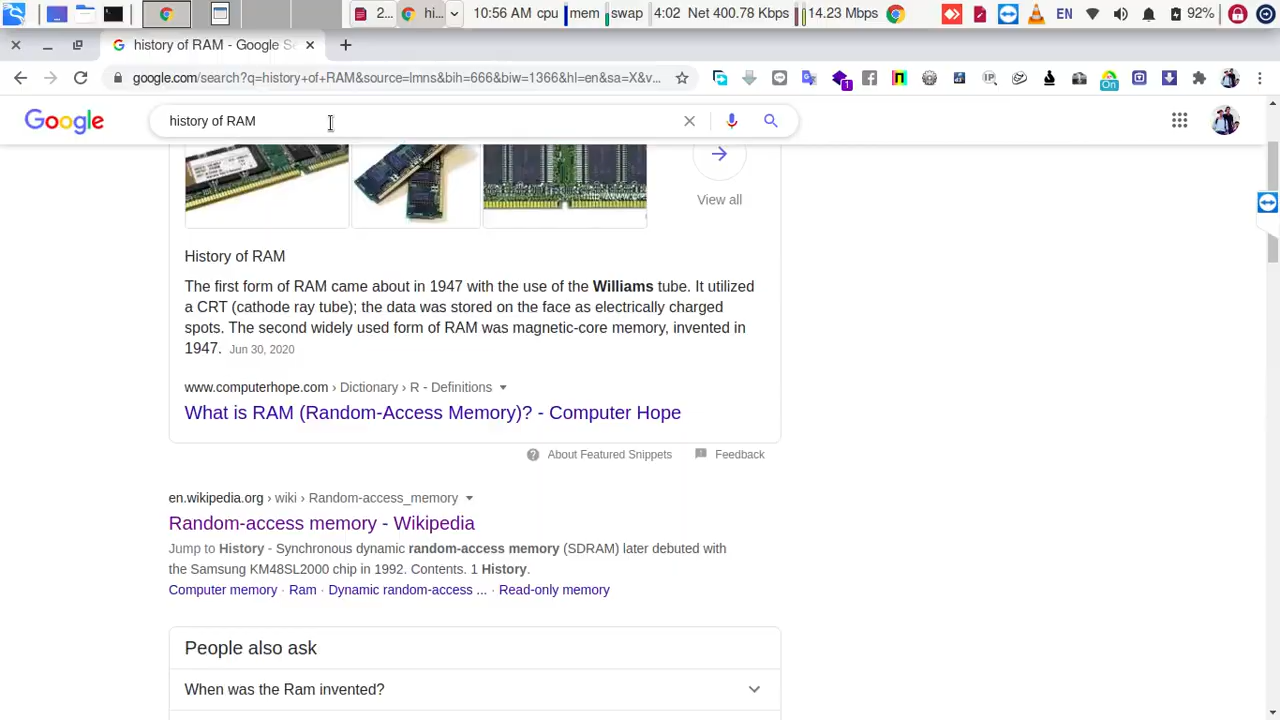 2...
hi...
10:56 AM cpu mem swap 4:02 Net 400.78 Kbps 14.23 Mbps EN 92%
history of RAM - Google Se
google.com/search?q=history+of+RAM&source=lmns&bih=666&biw=1366&hl=en&sa=X&v...
1
On
Google
history of RAM
View all
History of RAM
The first form of RAM came about in 1947 with the use of the Williams tube. It utilized
a CRT (cathode ray tube); the data was stored on the face as electrically charged
spots. The second widely used form of RAM was magnetic-core memory, invented in
1947. Jun 30, 2020
www.computerhope.com › Dictionary › R - Definitions
What is RAM (Random-Access Memory)? - Computer Hope
About Featured Snippets
Feedback
en.wikipedia.org › wiki › Random-access_memory
Random-access memory - Wikipedia
Jump to History - Synchronous dynamic random-access memory (SDRAM) later debuted with
the Samsung KM48SL2000 chip in 1992. Contents. 1 History.
Computer memory · Ram · Dynamic random-access ... · Read-only memory
People also ask
When was the Ram invented?